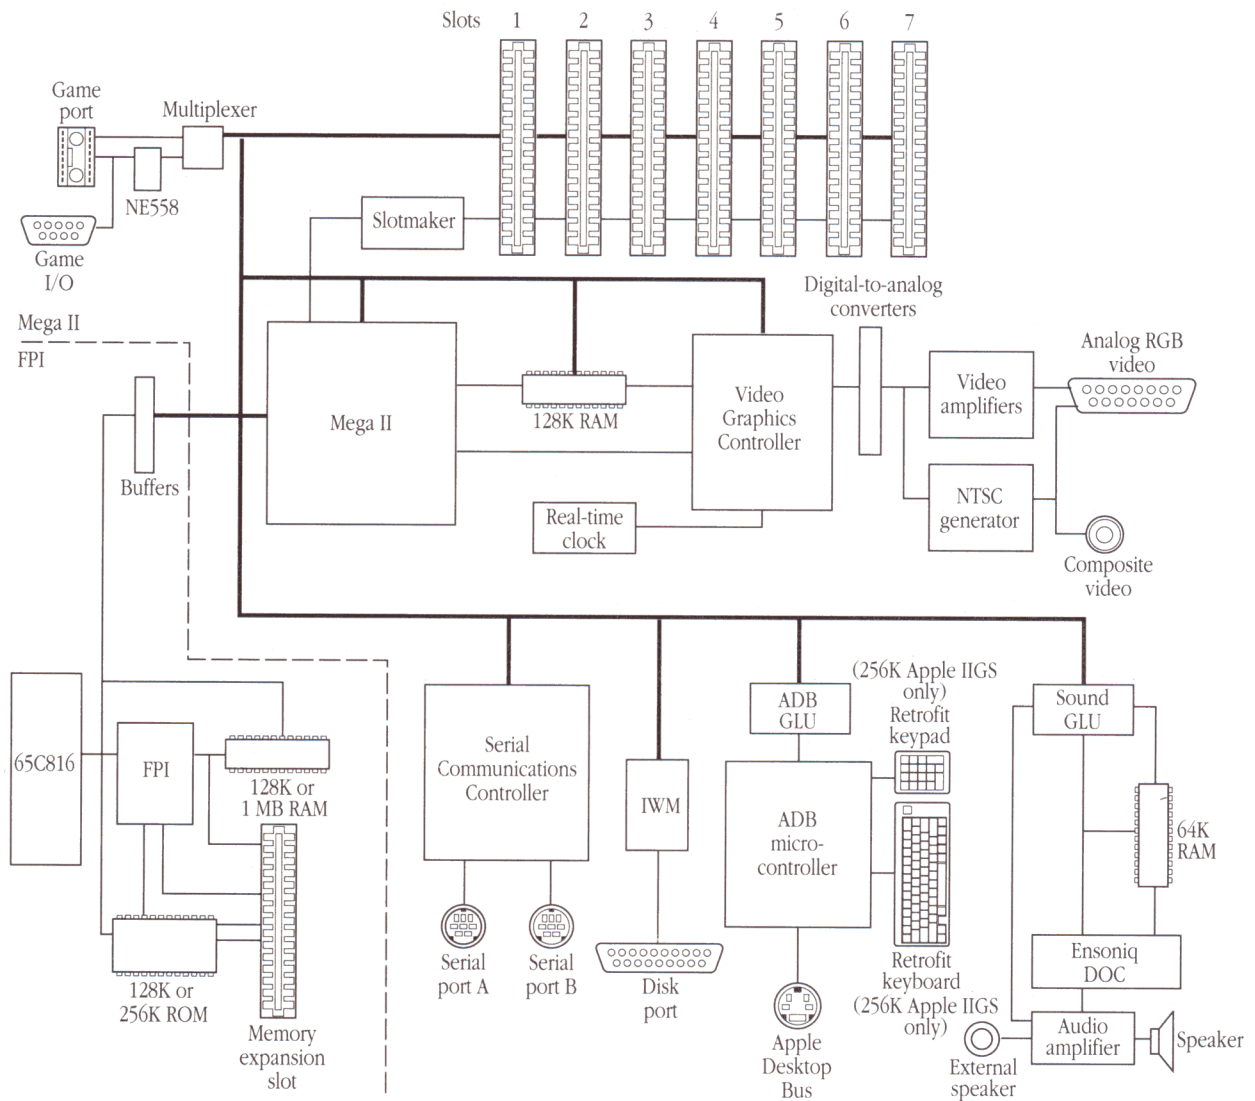 Slots 1 2 3 4 5 6 7
Game
port
Multiplexer
NE558
Game
I/O
Slotmaker
Mega II
FPI
Digital-to-analog
converters
Analog RGB
video
Mega II
128K RAM
Video
Graphics
Controller
Video
amplifiers
Buffers
Real-time
clock
NTSC
generator
Composite
video
65C816
FPI
128K or
1 MB RAM
128K or
256K ROM
Memory
expansion
slot
Serial
Communications
Controller
Serial
port A
Serial
port B
IWM
Disk
port
ADB
GLU
ADB
micro-
controller
Apple
Desktop
Bus
(256K Apple IIGS
only)
Retrofit
keypad
Retrofit
keyboard
(256K Apple IIGS
only)
Sound
GLU
64K
RAM
Ensoniq
DOC
Audio
amplifier
Speaker
External
speaker